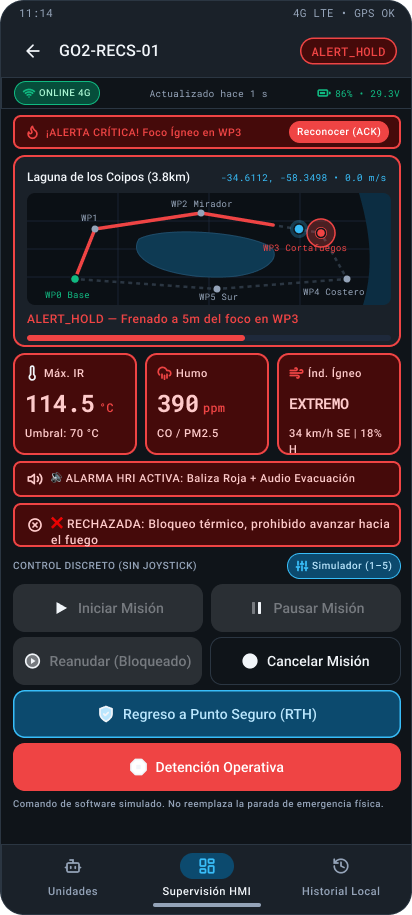 11:14
4G LTE • GPS OK
GO2-RECS-01
ALERT_HOLD
ONLINE 4G
Actualizado hace 1 s
86% • 29.3V
¡ALERTA CRÍTICA! Foco Ígneo en WP3
Reconocer (ACK)
Laguna de los Coipos (3.8km)
-34.6112, -58.3498 • 0.0 m/s
WP2 Mirador
WP1
WP3 Cortafuegos
WP0 Base
WP5 Sur
WP4 Costero
ALERT_HOLD — Frenado a 5m del foco en WP3
Máx. IR
114.5 °C
Umbral: 70 °C
Humo
390 ppm
CO / PM2.5
Índ. Ígneo
EXTREMO
34 km/h SE | 18%
H
ALARMA HRI ACTIVA: Baliza Roja + Audio Evacuación
❌ RECHAZADA: Bloqueo térmico, prohibido avanzar hacia
el fuego
CONTROL DISCRETO (SIN JOYSTICK)
Simulador (1–5)
Iniciar Misión
Pausar Misión
Reanudar (Bloqueado)
Cancelar Misión
Regreso a Punto Seguro (RTH)
Detención Operativa
Comando de software simulado. No reemplaza la parada de emergencia física.
Unidades
Supervisión HMI
Historial Local